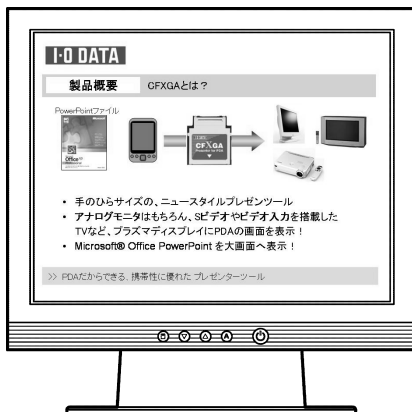 I-O DATA
製品概要 CFXGAとは？
PowerPointファイル
Microsoft
Office
CFXGA
Presenter for PDA
• 手のひらサイズの、ニュースタイルプレゼンツール
• アナログモニタはもちろん、Sビデオやビデオ入力を搭載した
TVなど、プラズマディスプレイにPDAの画面を表示！
• Microsoft® Office PowerPoint を大画面へ表示！
>> PDAだからできる、携帯性に優れた プレゼンターツール
A